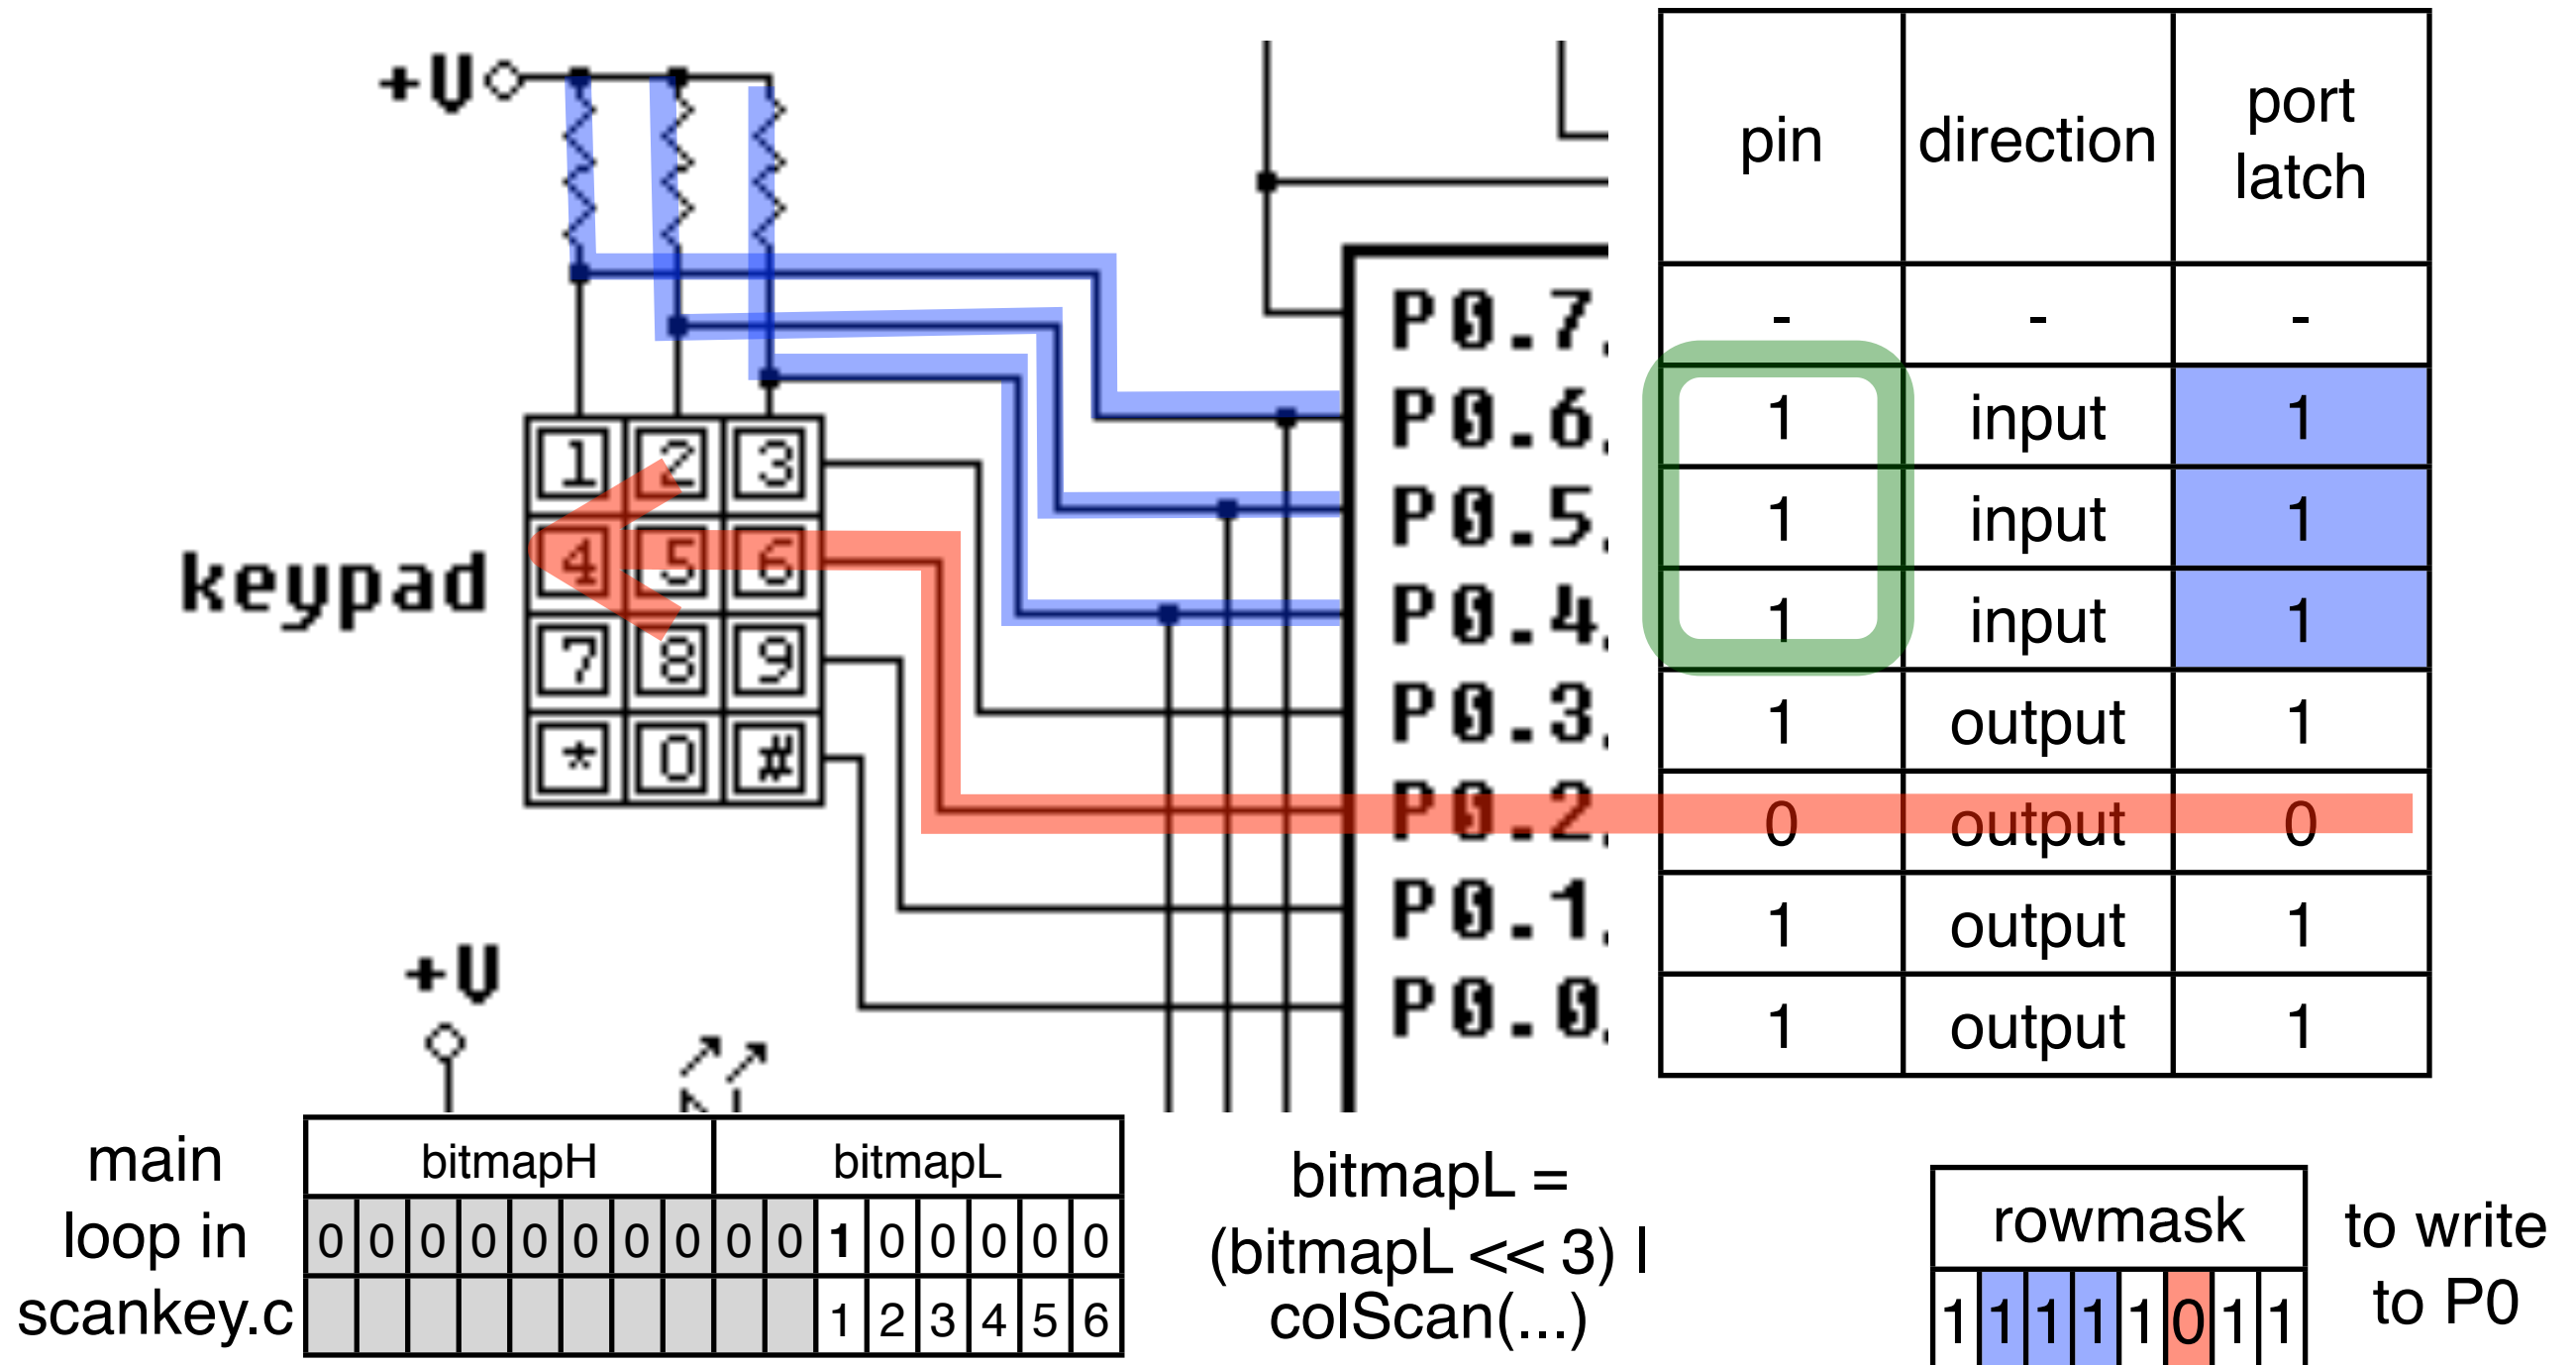 +V
keypad
1 2 3
4 5 6
7 8 9
* 0 #
+V
P0.7
P0.6
P0.5
P0.4
P0.3
P0.2
P0.1
P0.0
pin direction port latch
- - -
1 input 1
1 input 1
1 input 1
1 output 1
0 output 0
1 output 1
1 output 1
main
loop in
scankey.c
bitmapH bitmapL
0 0 0 0 0 0 0 0 0 0 1 0 0 0 0 0
1 2 3 4 5 6
bitmapL =
(bitmapL << 3) |
colScan(...)
rowmask
1 1 1 1 1 0 1 1
to write
to P0